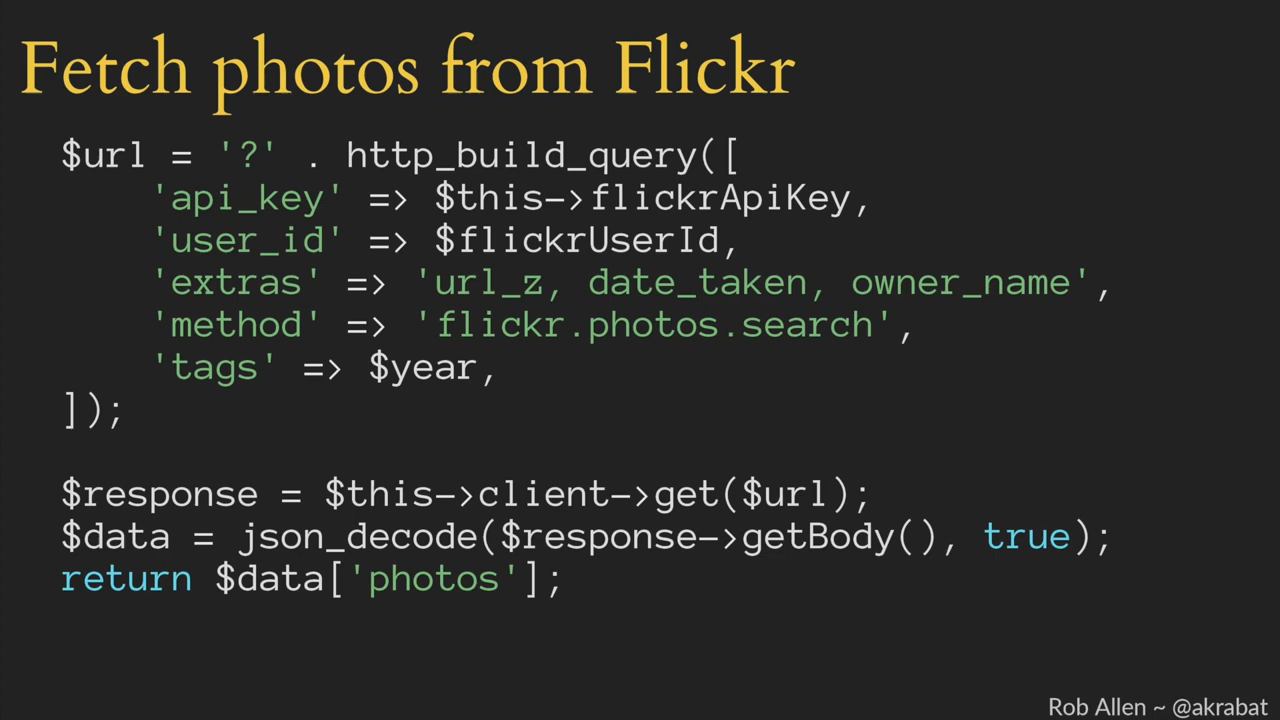 Fetch photos from Flickr
$url = '?' . http_build_query([
    'api_key' => $this->flickrApiKey,
    'user_id' => $flickrUserId,
    'extras' => 'url_z, date_taken, owner_name',
    'method' => 'flickr.photos.search',
    'tags' => $year,
]);
$response = $this->client->get($url);
$data = json_decode($response->getBody(), true);
return $data['photos'];
Rob Allen ~ @akrabat